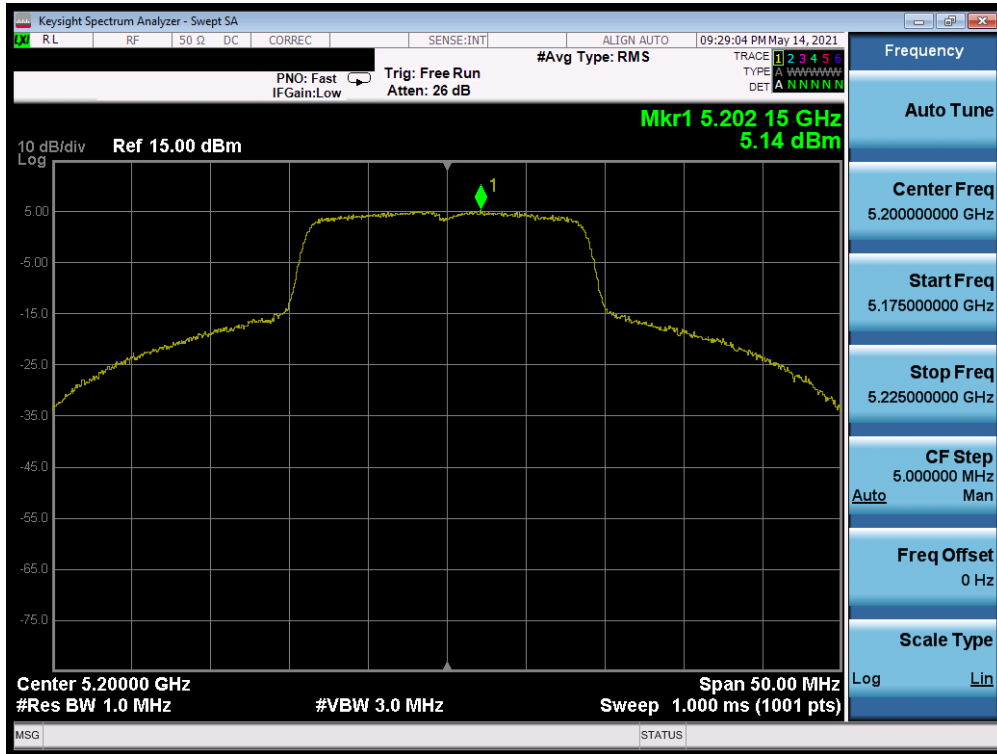 Keysight Spectrum Analyzer - Swept SA
LXI RL RF 50 Ω DC CORREC SENSE:INT ALIGN AUTO 09:29:04 PM May 14, 2021
#Avg Type: RMS
TRACE 1 2 3 4 5 6
TYPE A WWWWW
DET A N N N N N
PNO: Fast
IFGain:Low
Trig: Free Run
Atten: 26 dB
Mkr1 5.202 15 GHz
5.14 dBm
10 dB/div Ref 15.00 dBm
Log
1
5.00
-5.00
-15.0
-25.0
-35.0
-45.0
-55.0
-65.0
-75.0
Center 5.20000 GHz
Span 50.00 MHz
#Res BW 1.0 MHz
#VBW 3.0 MHz
Sweep 1.000 ms (1001 pts)
MSG
STATUS
Frequency
Auto Tune
Center Freq
5.200000000 GHz
Start Freq
5.175000000 GHz
Stop Freq
5.225000000 GHz
CF Step
5.000000 MHz
Auto Man
Freq Offset
0 Hz
Scale Type
Log Lin